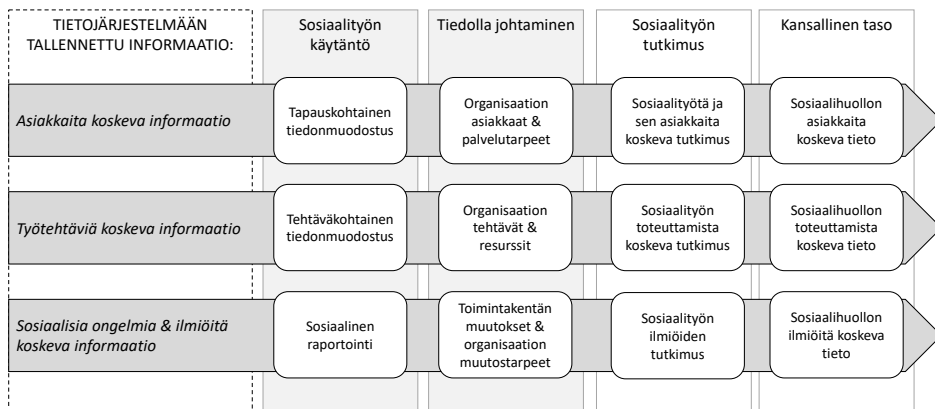 TIETOJÄRJESTELMÄÄN
TALLENNETTU INFORMAATIO:
Sosiaalityön
käytäntö
Tiedolla johtaminen
Sosiaalityön
tutkimus
Kansallinen taso
Asiakkaita koskeva informaatio
Tapauskohtainen
tiedonmuodostus
Organisaation
asiakkaat &
palvelutarpeet
Sosiaalityötä ja
sen asiakkaita
koskeva tutkimus
Sosiaalihuollon
asiakkaita
koskeva tieto
Työtehtäviä koskeva informaatio
Tehtäväkohtainen
tiedonmuodostus
Organisaation
tehtävät &
resurssit
Sosiaalityön
toteuttamista
koskeva tutkimus
Sosiaalihuollon
toteuttamista
koskeva tieto
Sosiaalisia ongelmia & ilmiöitä
koskeva informaatio
Sosiaalinen
raportointi
Toimintakentän
muutokset &
organisaation
muutostarpeet
Sosiaalityön
ilmiöiden
tutkimus
Sosiaalihuollon
ilmiöitä koskeva
tieto